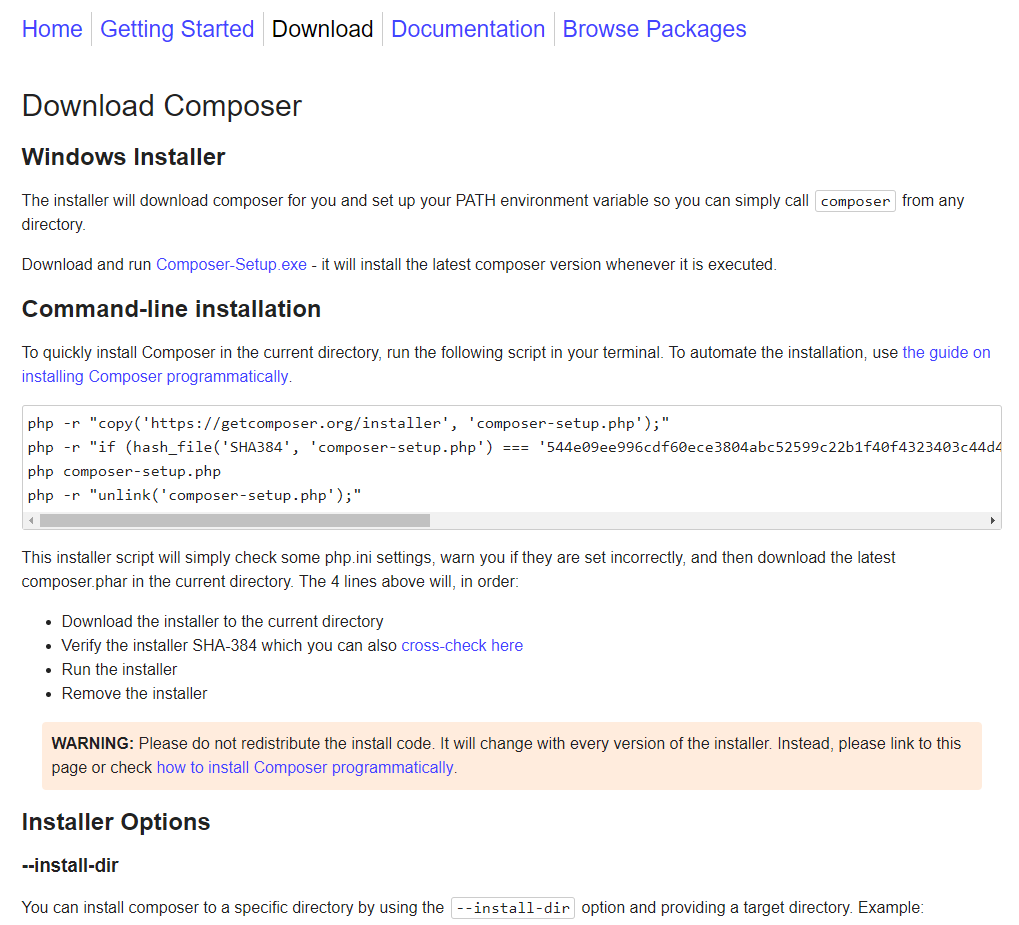 Home Getting Started Download Documentation Browse Packages
Download Composer
Windows Installer
The installer will download composer for you and set up your PATH environment variable so you can simply call composer from any
directory.
Download and run Composer-Setup.exe - it will install the latest composer version whenever it is executed.
Command-line installation
To quickly install Composer in the current directory, run the following script in your terminal. To automate the installation, use the guide on
installing Composer programmatically.
php -r "copy('https://getcomposer.org/installer', 'composer-setup.php');"
php -r "if (hash_file('SHA384', 'composer-setup.php') === '544e09ee996cdf60ece3804abc52599c22b1f40f4323403c44d4
php composer-setup.php
php -r "unlink('composer-setup.php');"
This installer script will simply check some php.ini settings, warn you if they are set incorrectly, and then download the latest
composer.phar in the current directory. The 4 lines above will, in order:
• Download the installer to the current directory
• Verify the installer SHA-384 which you can also cross-check here
• Run the installer
• Remove the installer
WARNING: Please do not redistribute the install code. It will change with every version of the installer. Instead, please link to this
page or check how to install Composer programmatically.
Installer Options
--install-dir
You can install composer to a specific directory by using the --install-dir option and providing a target directory. Example: